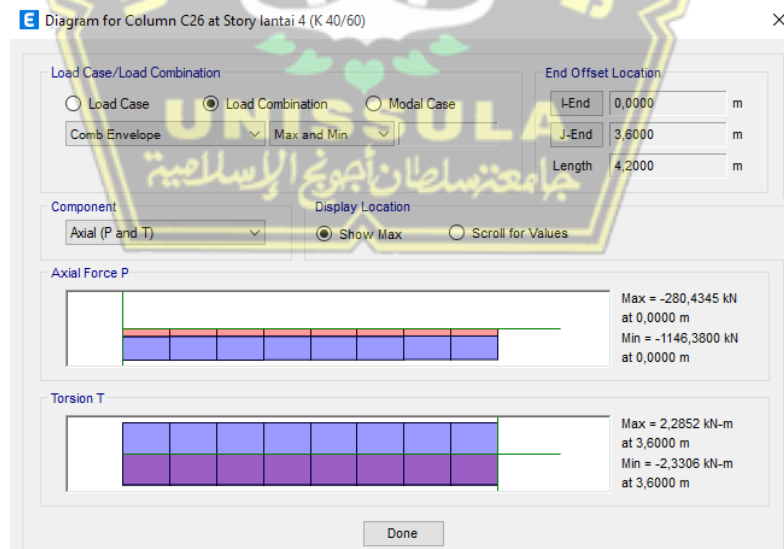 E Diagram for Column C26 at Story lantai 4 (K 40/60)
Load Case/Load Combination
Load Case Load Combination Modal Case
Comb Envelope Max and Min
End Offset Location
I-End 0,0000 m
J-End 3,6000 m
Length 4,2000 m
UNISSULA
جامعتنسلطان أجونج الإسلامية
Component
Axial (P and T)
Display Location
Show Max Scroll for Values
Axial Force P
Max = -280,4345 kN
at 0,0000 m
Min = -1146,3800 kN
at 0,0000 m
Torsion T
Max = 2,2852 kN-m
at 3,6000 m
Min = -2,3306 kN-m
at 3,6000 m
Done